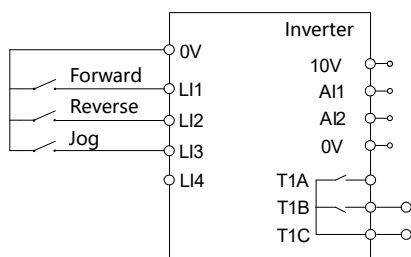 Inverter
0V
Forward
LI1
Reverse
LI2
Jog
LI3
LI4
10V
AI1
AI2
0V
T1A
T1B
T1C